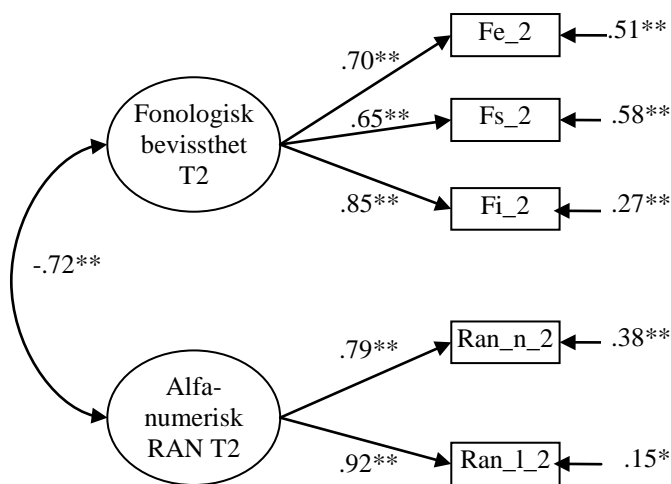 Fe_2
.51**
.70**
Fonologisk
bevissthet
T2
.65**
Fs_2
.58**
.85**
Fi_2
.27**
-.72**
.79**
Ran_n_2
.38**
Alfa-
numerisk
RAN T2
.92**
Ran_l_2
.15*